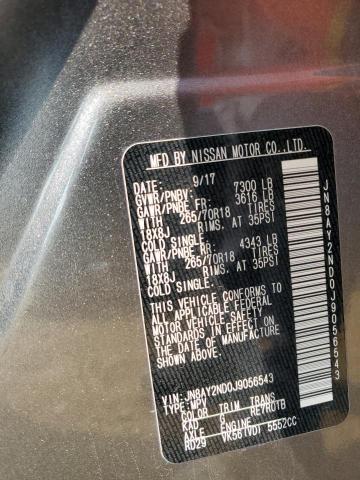 MFD BY NISSAN MOTOR CO.,LTD.
DATE: 9/17
GVWR/PNBV: 7300 LB
GAWR/PNBE FR: 3616 LB
WITH 265/70R18 TIRES
18X8J RIMS. AT 35PSI
COLD SINGLE.
GAWR/PNBE RR: 4343 LB
WITH 265/70R18 TIRES
18X8J RIMS. AT 35PSI
COLD SINGLE.
THIS VEHICLE CONFORMS TO
ALL APPLICABLE FEDERAL
MOTOR VEHICLE SAFETY
STANDARDS IN EFFECT ON
THE DATE OF MANUFACTURE
SHOWN ABOVE.
VIN: JN8AY2ND0J9056543
TYPE: MPV
COLOR TRIM TRANS
KAD P RE7R01B
AXLE ENGINE
RD29 VK56(VD) 5552CC
JN8AY2ND0J9056543